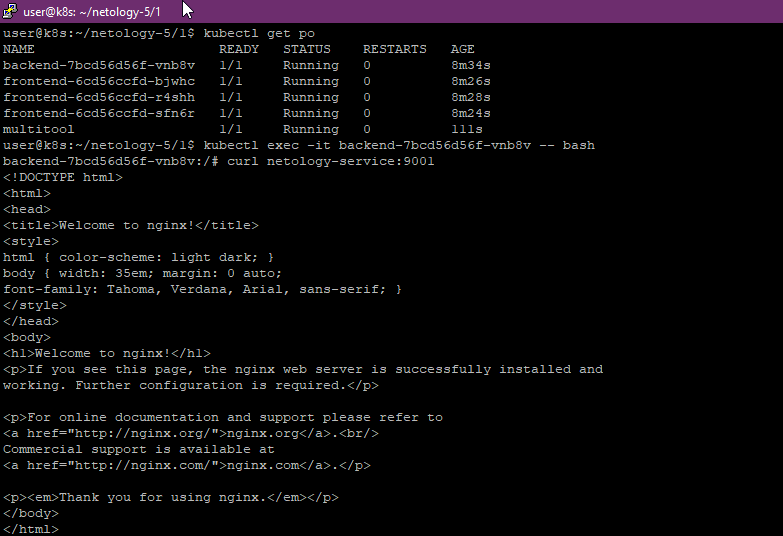 user@k8s: ~/netology-5/1
user@k8s:~/netology-5/1$ kubectl get po
NAME                        READY   STATUS    RESTARTS   AGE
backend-7bcd56d56f-vnb8v    1/1     Running   0          8m34s
frontend-6cd56ccfd-bjwhc    1/1     Running   0          8m26s
frontend-6cd56ccfd-r4shh    1/1     Running   0          8m28s
frontend-6cd56ccfd-sfn6r    1/1     Running   0          8m24s
multitool                   1/1     Running   0          111s
user@k8s:~/netology-5/1$ kubectl exec -it backend-7bcd56d56f-vnb8v -- bash
backend-7bcd56d56f-vnb8v:/# curl netology-service:9001
<!DOCTYPE html>
<html>
<head>
<title>Welcome to nginx!</title>
<style>
html { color-scheme: light dark; }
body { width: 35em; margin: 0 auto;
font-family: Tahoma, Verdana, Arial, sans-serif; }
</style>
</head>
<body>
<h1>Welcome to nginx!</h1>
<p>If you see this page, the nginx web server is successfully installed and
working. Further configuration is required.</p>

<p>For online documentation and support please refer to
<a href="http://nginx.org/">nginx.org</a>.<br/>
Commercial support is available at
<a href="http://nginx.com/">nginx.com</a>.</p>

<p><em>Thank you for using nginx.</em></p>
</body>
</html>